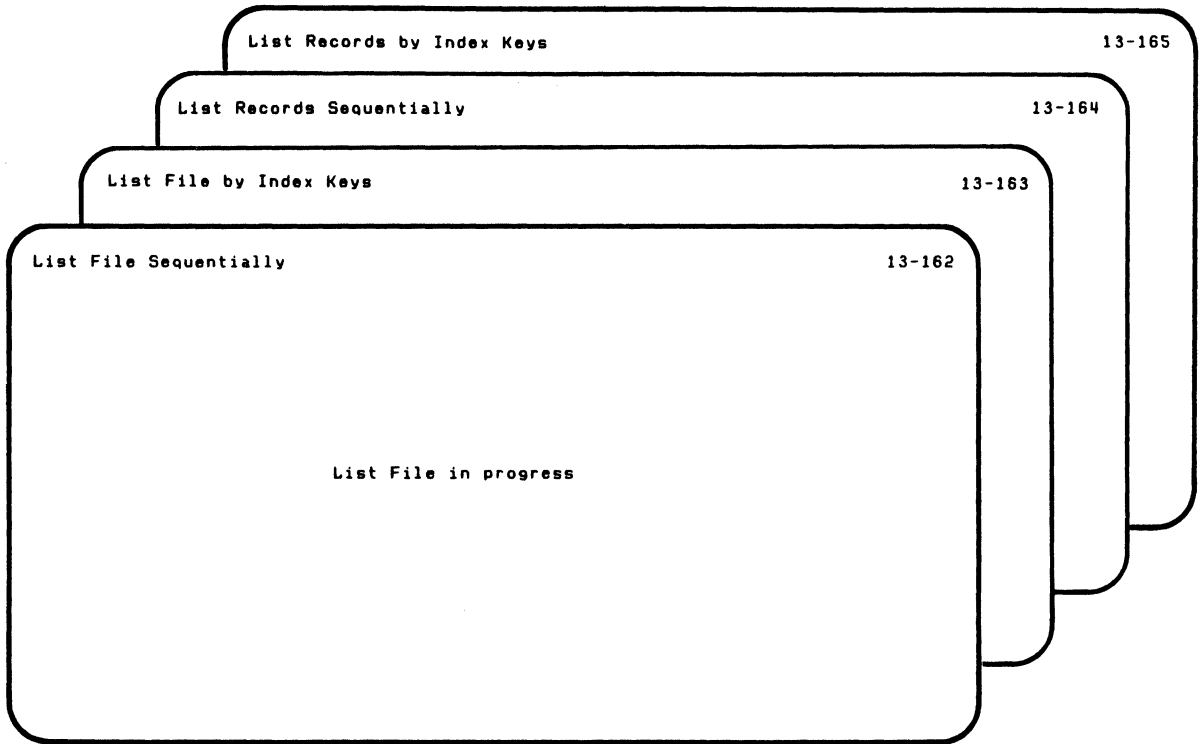 List Records by Index Keys 13-165
List Records Sequentially 13-164
List File by Index Keys 13-163
List File Sequentially 13-162
List File in progress